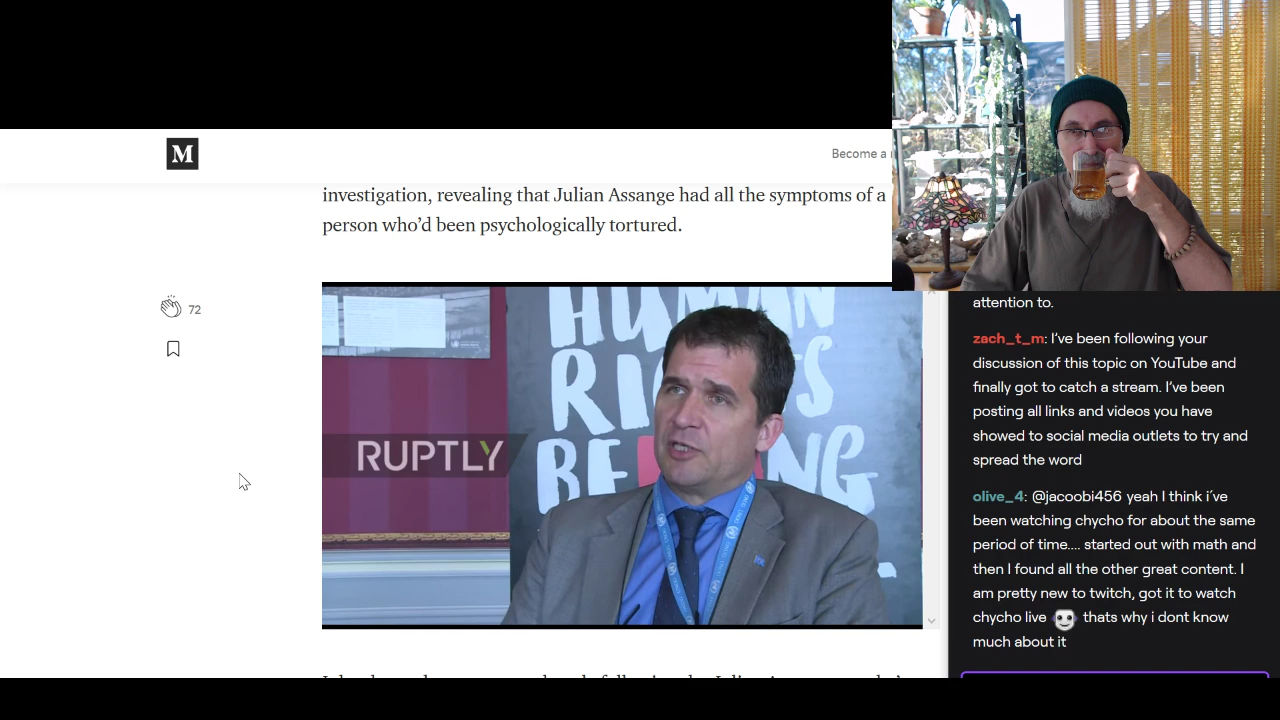 M
Become a
investigation, revealing that Julian Assange had all the symptoms of a
person who'd been psychologically tortured.
72
HUMAN
RUPTLY
attention to.
zach_t_m: I've been following your
discussion of this topic on YouTube and
finally got to catch a stream. I've been
posting all links and videos you have
showed to social media outlets to try and
spread the word
olive_4: @jacoobi456 yeah I think i've
been watching chycho for about the same
period of time.... started out with math and
then I found all the other great content. I
am pretty new to twitch, got it to watch
chycho live thats why i dont know
much about it